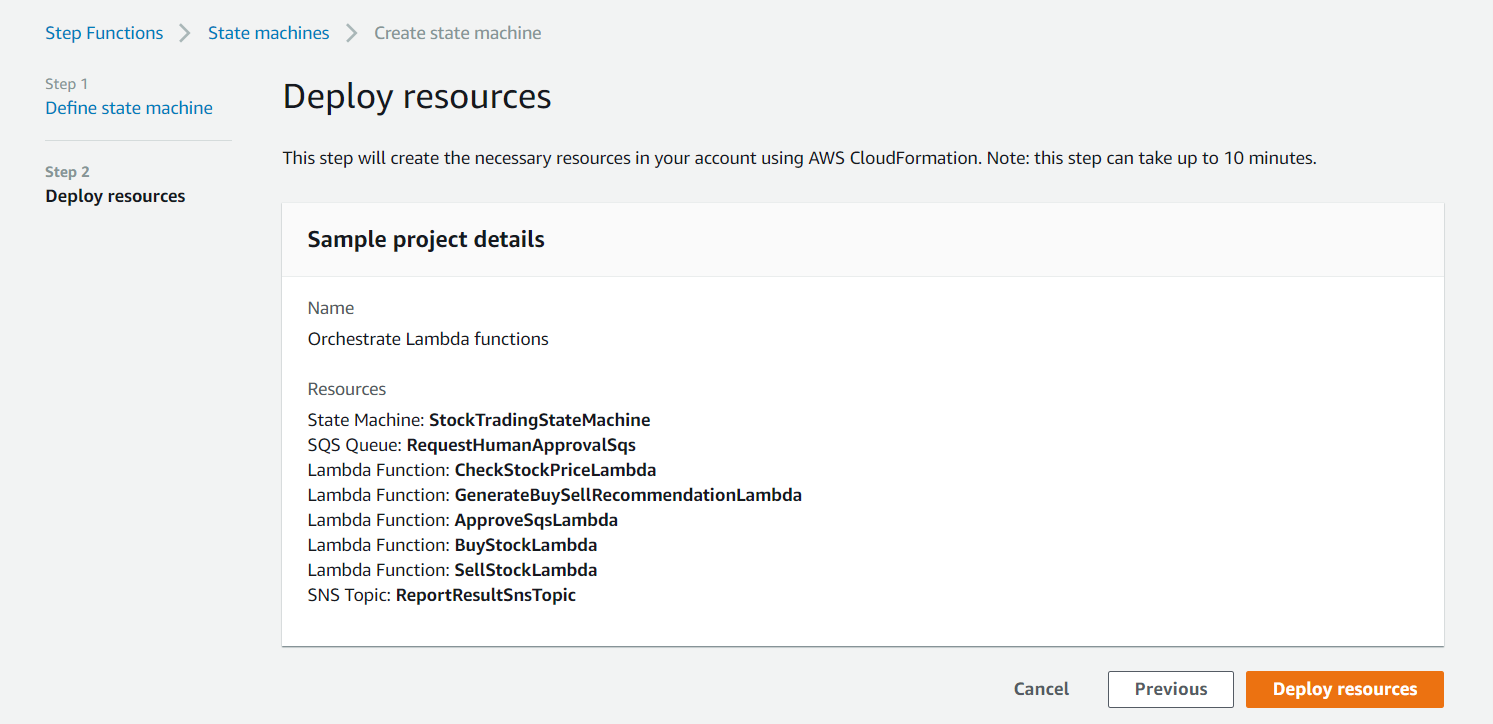 Step Functions > State machines > Create state machine
Step 1
Define state machine
Step 2
Deploy resources
Deploy resources
This step will create the necessary resources in your account using AWS CloudFormation. Note: this step can take up to 10 minutes.
Sample project details
Name
Orchestrate Lambda functions
Resources
State Machine: StockTradingStateMachine
SQS Queue: RequestHumanApprovalSqs
Lambda Function: CheckStockPriceLambda
Lambda Function: GenerateBuySellRecommendationLambda
Lambda Function: ApproveSqsLambda
Lambda Function: BuyStockLambda
Lambda Function: SellStockLambda
SNS Topic: ReportResultSnsTopic
Cancel Previous Deploy resources